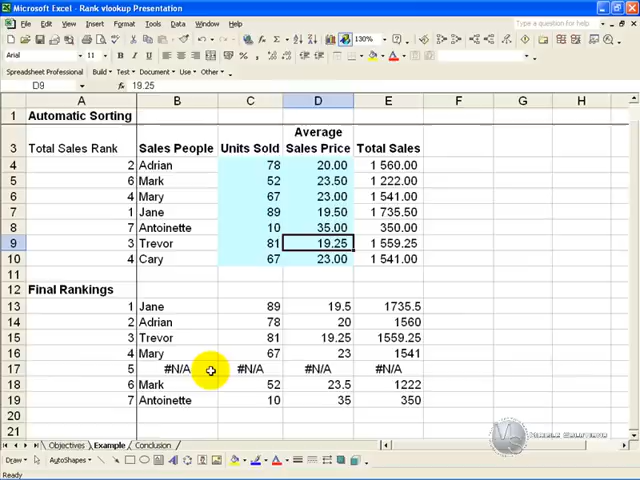 Microsoft Excel - Rank vlookup Presentation
File Edit View Insert Format Tools Data Window Help
Type a question for help
130%
Arial 11 B I U
Spreadsheet Professional Build Test Document Use Other
D9 19.25
A B C D E F G H
1 Automatic Sorting
3 Total Sales Rank Sales People Units Sold Average Sales Price Total Sales
4 2 Adrian 78 20.00 1 560.00
5 6 Mark 52 23.50 1 222.00
6 4 Mary 67 23.00 1 541.00
7 1 Jane 89 19.50 1 735.50
8 7 Antoinette 10 35.00 350.00
9 3 Trevor 81 19.25 1 559.25
10 4 Cary 67 23.00 1 541.00
11
12 Final Rankings
13 1 Jane 89 19.5 1735.5
14 2 Adrian 78 20 1560
15 3 Trevor 81 19.25 1559.25
16 4 Mary 67 23 1541
17 5 #N/A #N/A #N/A #N/A
18 6 Mark 52 23.5 1222
19 7 Antoinette 10 35 350
20
21
Objectives Example Conclusion
Draw AutoShapes
Ready